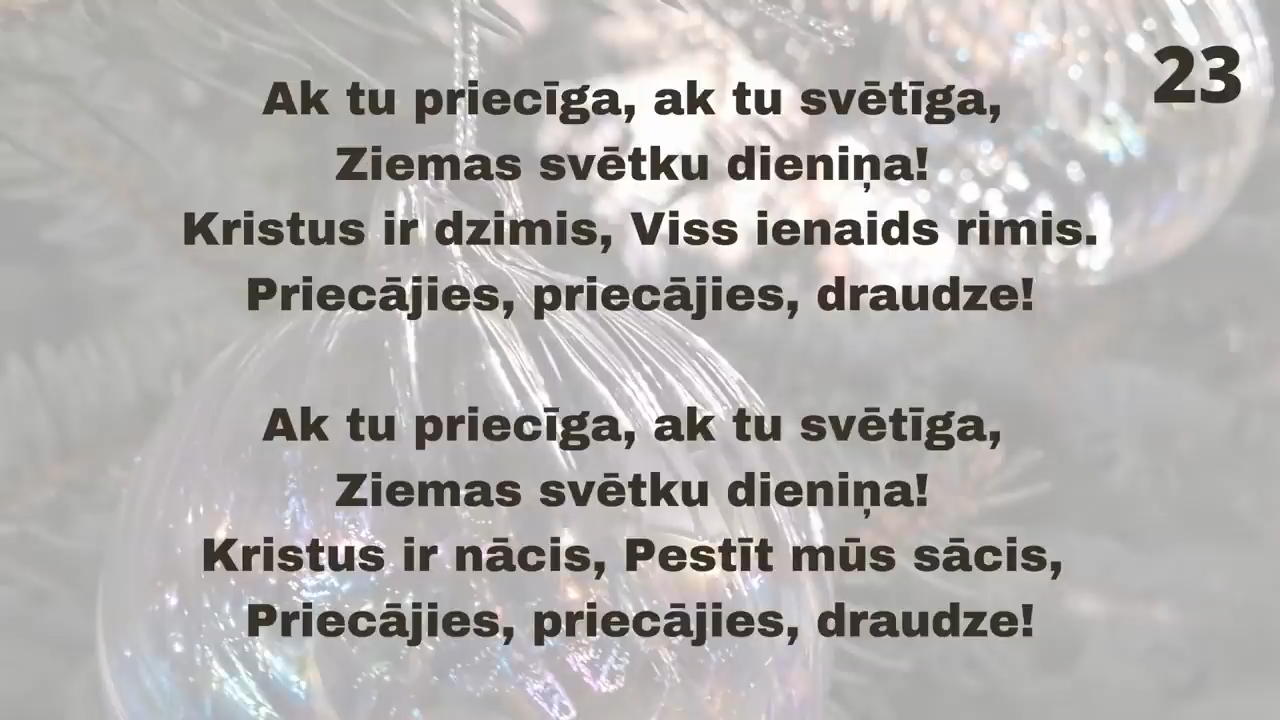 23
Ak tu priecīga, ak tu svētīga,
Ziemas svētku dieniņa!
Kristus ir dzimis, Viss ienaids rimis.
Priecājies, priecājies, draudze!
Ak tu priecīga, ak tu svētīga,
Ziemas svētku dieniņa!
Kristus ir nācis, Pestīt mūs sācis,
Priecājies, priecājies, draudze!